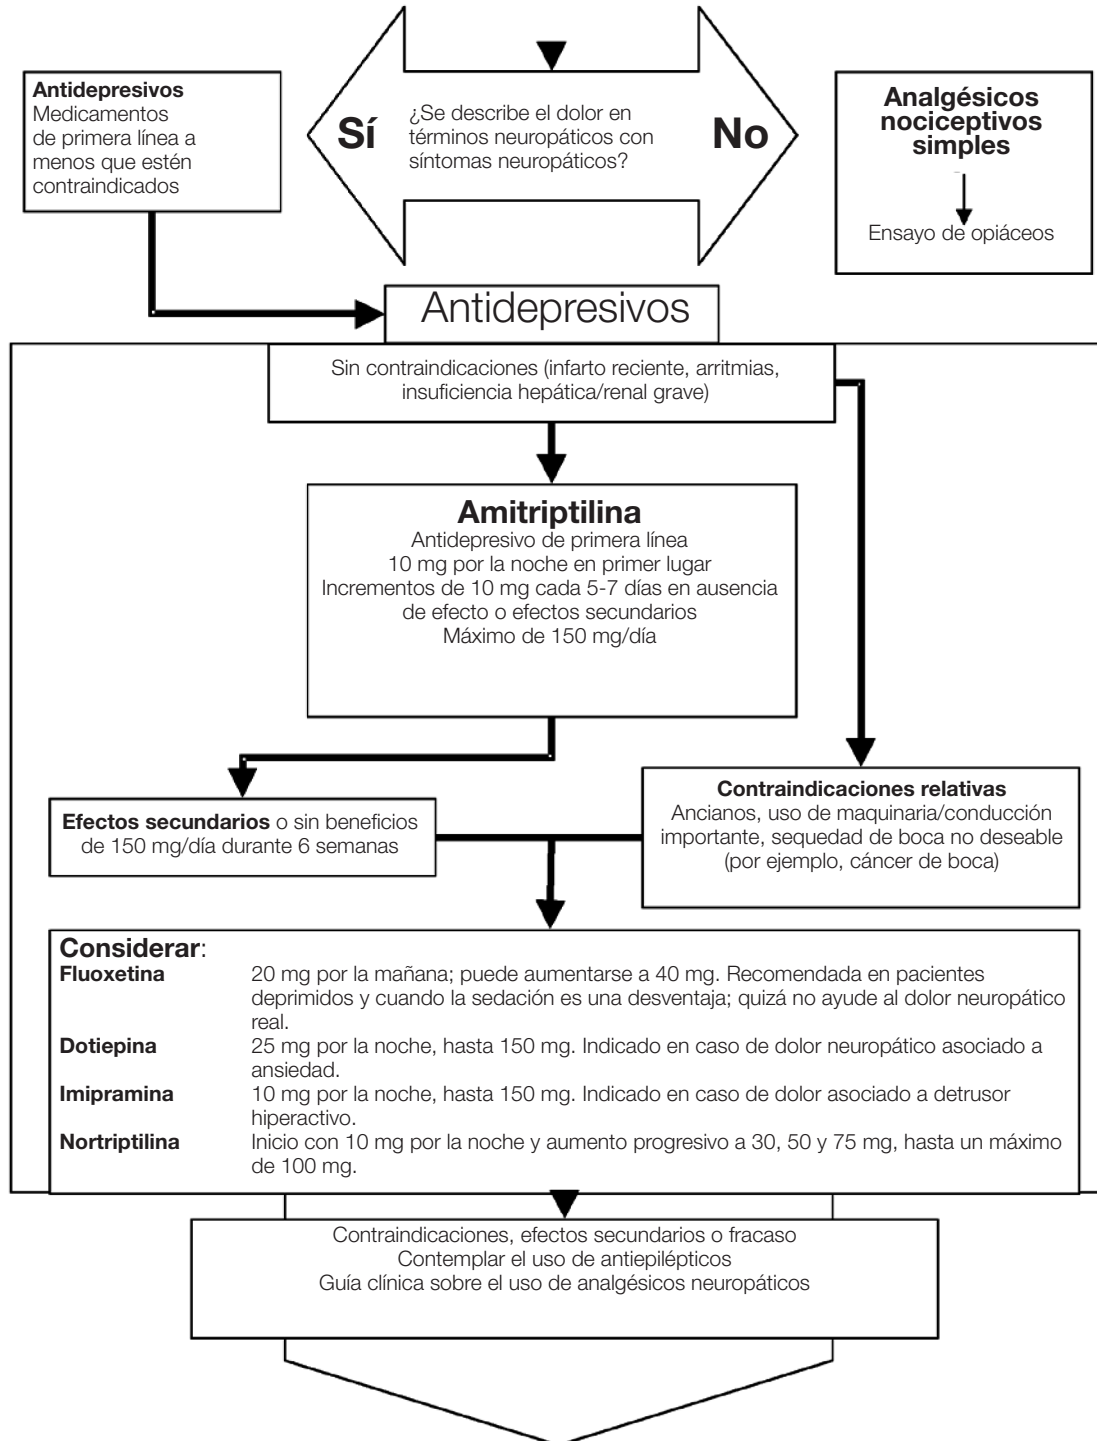 Antidepresivos
Medicamentos
de primera línea a
menos que estén
contraindicados
Sí
¿Se describe el dolor en
términos neuropáticos con
síntomas neuropáticos?
No
Analgésicos
nociceptivos
simples
Ensayo de opiáceos
Antidepresivos
Sin contraindicaciones (infarto reciente, arritmias,
insuficiencia hepática/renal grave)
Amitriptilina
Antidepresivo de primera línea
10 mg por la noche en primer lugar
Incrementos de 10 mg cada 5-7 días en ausencia
de efecto o efectos secundarios
Máximo de 150 mg/día
Efectos secundarios o sin beneficios
de 150 mg/día durante 6 semanas
Contraindicaciones relativas
Ancianos, uso de maquinaria/conducción
importante, sequedad de boca no deseable
(por ejemplo, cáncer de boca)
Considerar:
Fluoxetina 20 mg por la mañana; puede aumentarse a 40 mg. Recomendada en pacientes
deprimidos y cuando la sedación es una desventaja; quizá no ayude al dolor neuropático
real.
Dotiepina 25 mg por la noche, hasta 150 mg. Indicado en caso de dolor neuropático asociado a
ansiedad.
Imipramina 10 mg por la noche, hasta 150 mg. Indicado en caso de dolor asociado a detrusor
hiperactivo.
Nortriptilina Inicio con 10 mg por la noche y aumento progresivo a 30, 50 y 75 mg, hasta un máximo
de 100 mg.
Contraindicaciones, efectos secundarios o fracaso
Contemplar el uso de antiepilépticos
Guía clínica sobre el uso de analgésicos neuropáticos